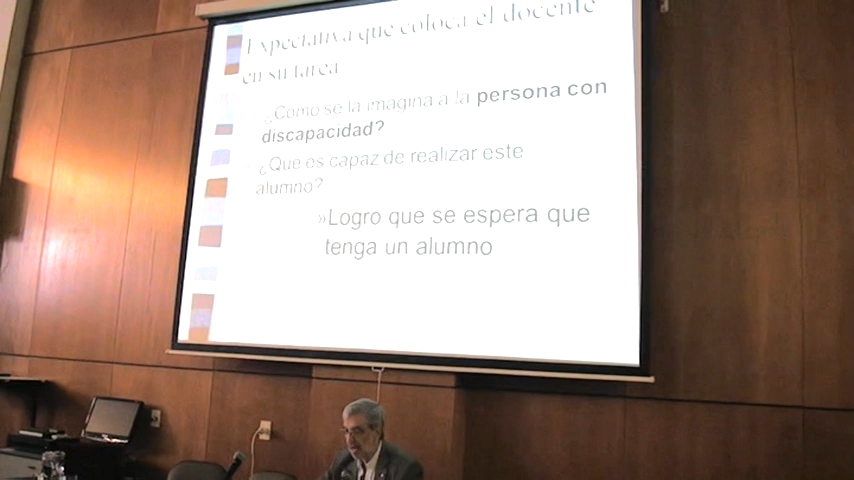 Expectativa que coloca el docente
en su tarea
¿Como se la imagina a la persona con
discapacidad?
¿Que es capaz de realizar este
alumno?
»Logro que se espera que
tenga un alumno